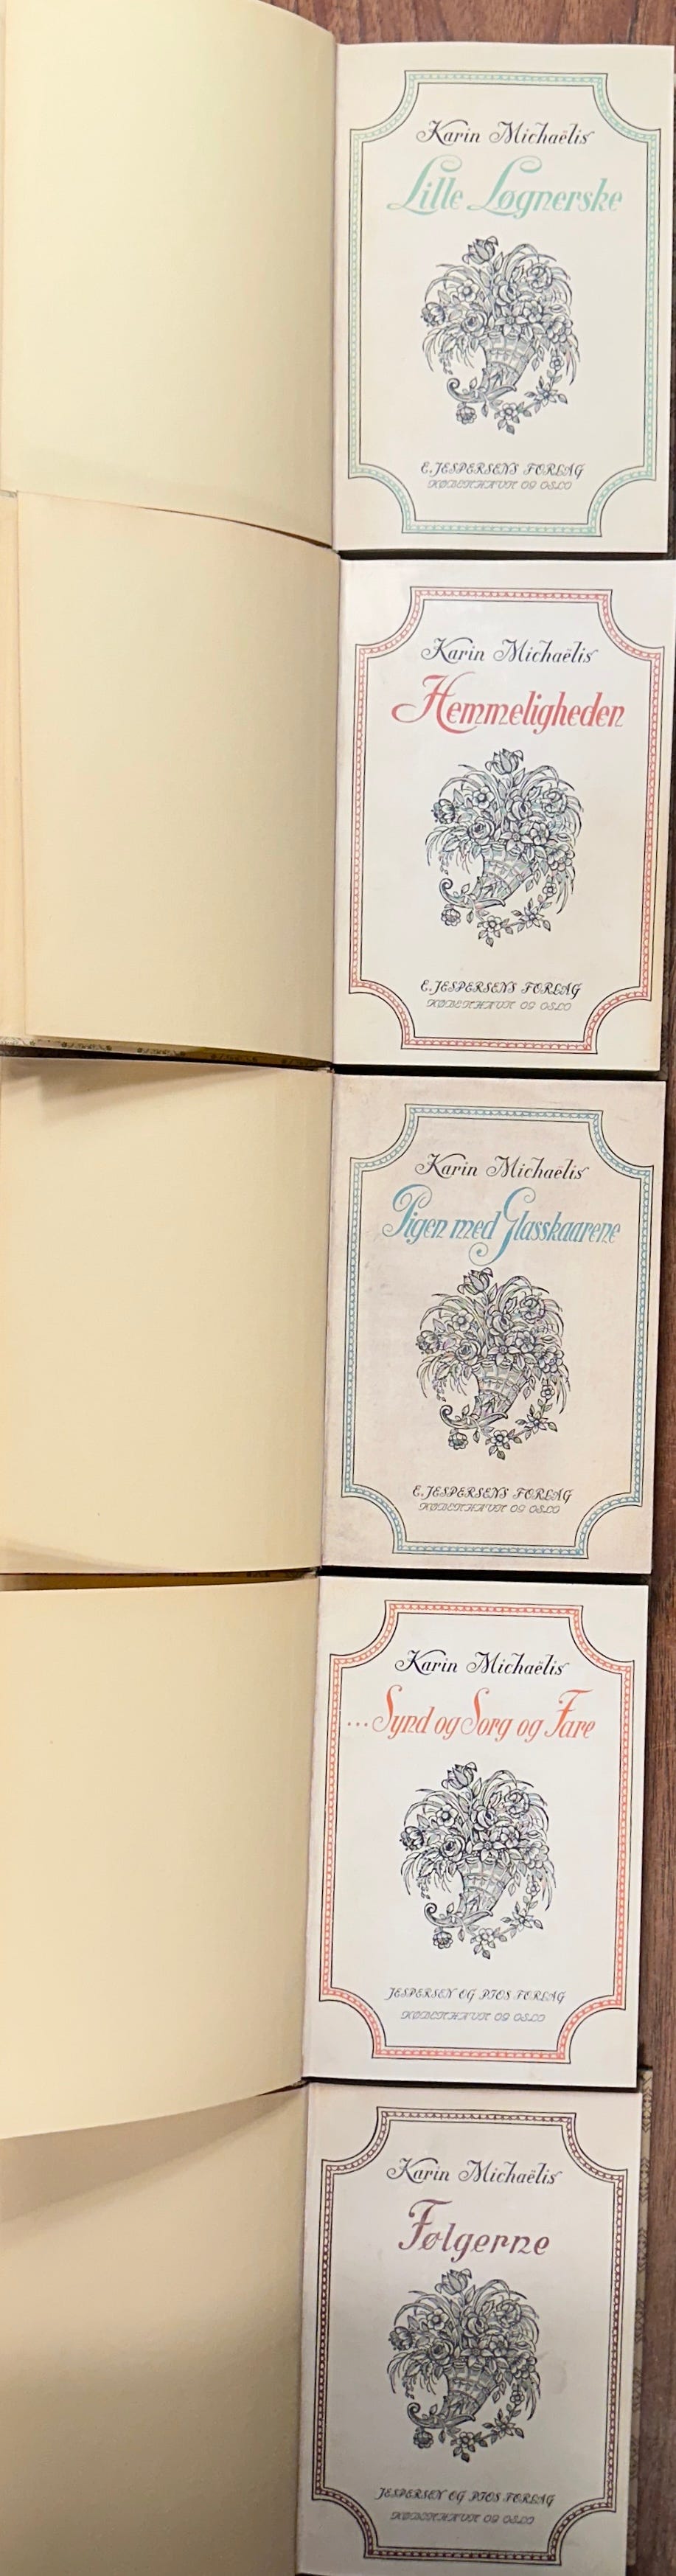 Karin Michaëlis
Lille Løgnerske
E. JESPERSENS FORLAG
KØBENHAVN OG OSLO
Karin Michaëlis
Hemmeligheden
E. JESPERSENS FORLAG
KØBENHAVN OG OSLO
Karin Michaëlis
Pigen med Glasskaarene
E. JESPERSENS FORLAG
KØBENHAVN OG OSLO
Karin Michaëlis
...Synd og Sorg og Fare
JESPERSEN OG PIOS FORLAG
KØBENHAVN OG OSLO
Karin Michaëlis
Følgerne
JESPERSEN OG PIOS FORLAG
KØBENHAVN OG OSLO